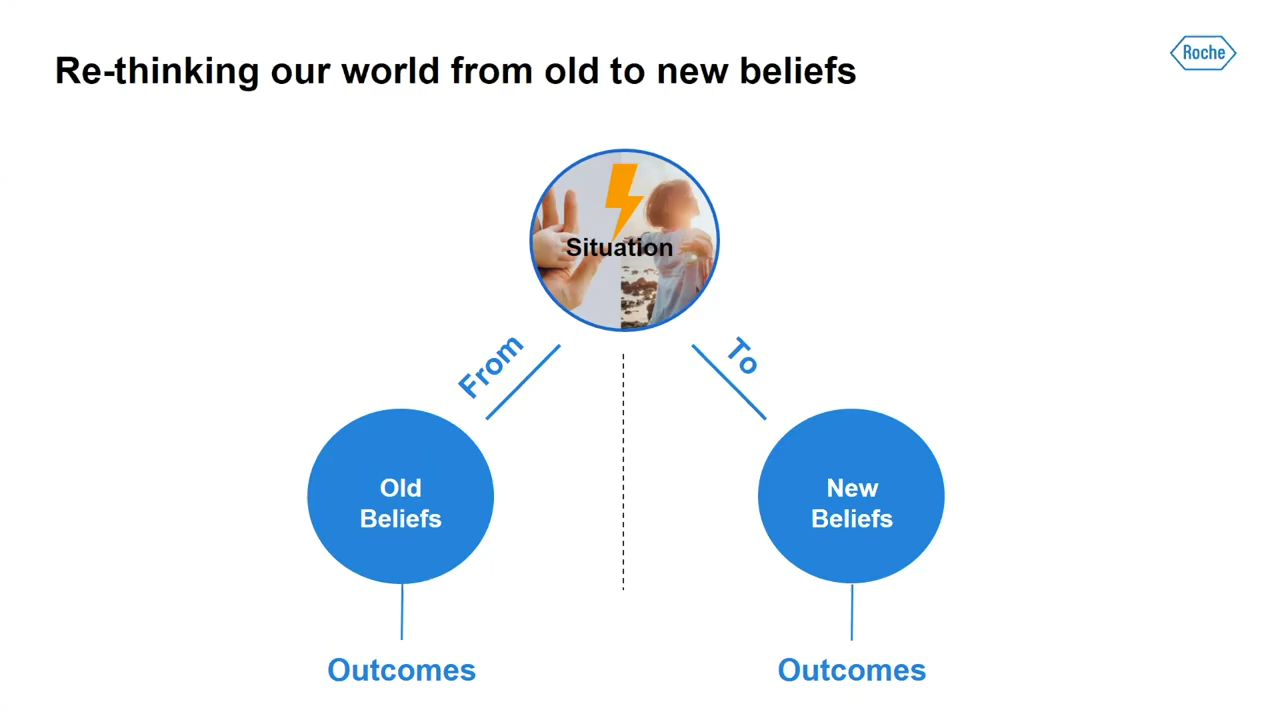 Re-thinking our world from old to new beliefs
Roche
Situation
From
To
Old
Beliefs
New
Beliefs
Outcomes
Outcomes